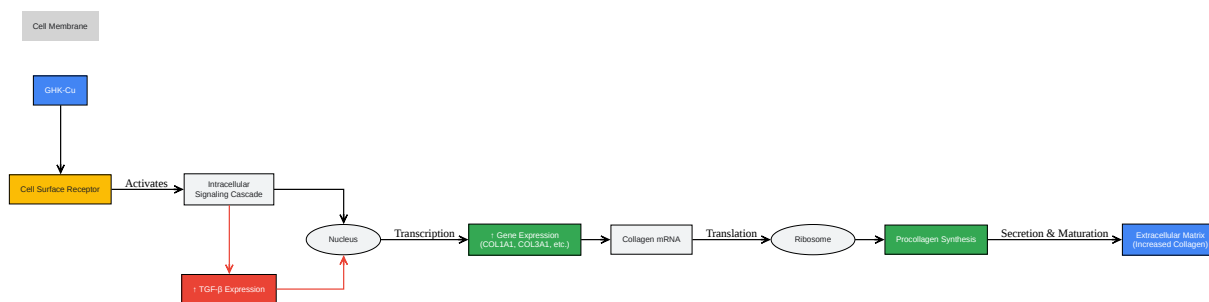 Cell Membrane
GHK-Cu
Cell Surface Receptor
Activates
Intracellular
Signaling Cascade
↑ TGF-β Expression
Nucleus
Transcription
↑ Gene Expression
(COL1A1, COL3A1, etc.)
Collagen mRNA
Translation
Ribosome
Procollagen Synthesis
Secretion & Maturation
Extracellular Matrix
(Increased Collagen)